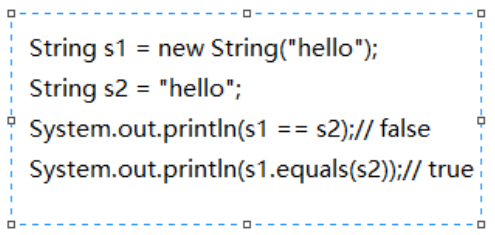 String s1 = new String("hello");
String s2 = "hello";
System.out.println(s1 == s2);// false
System.out.println(s1.equals(s2));// true